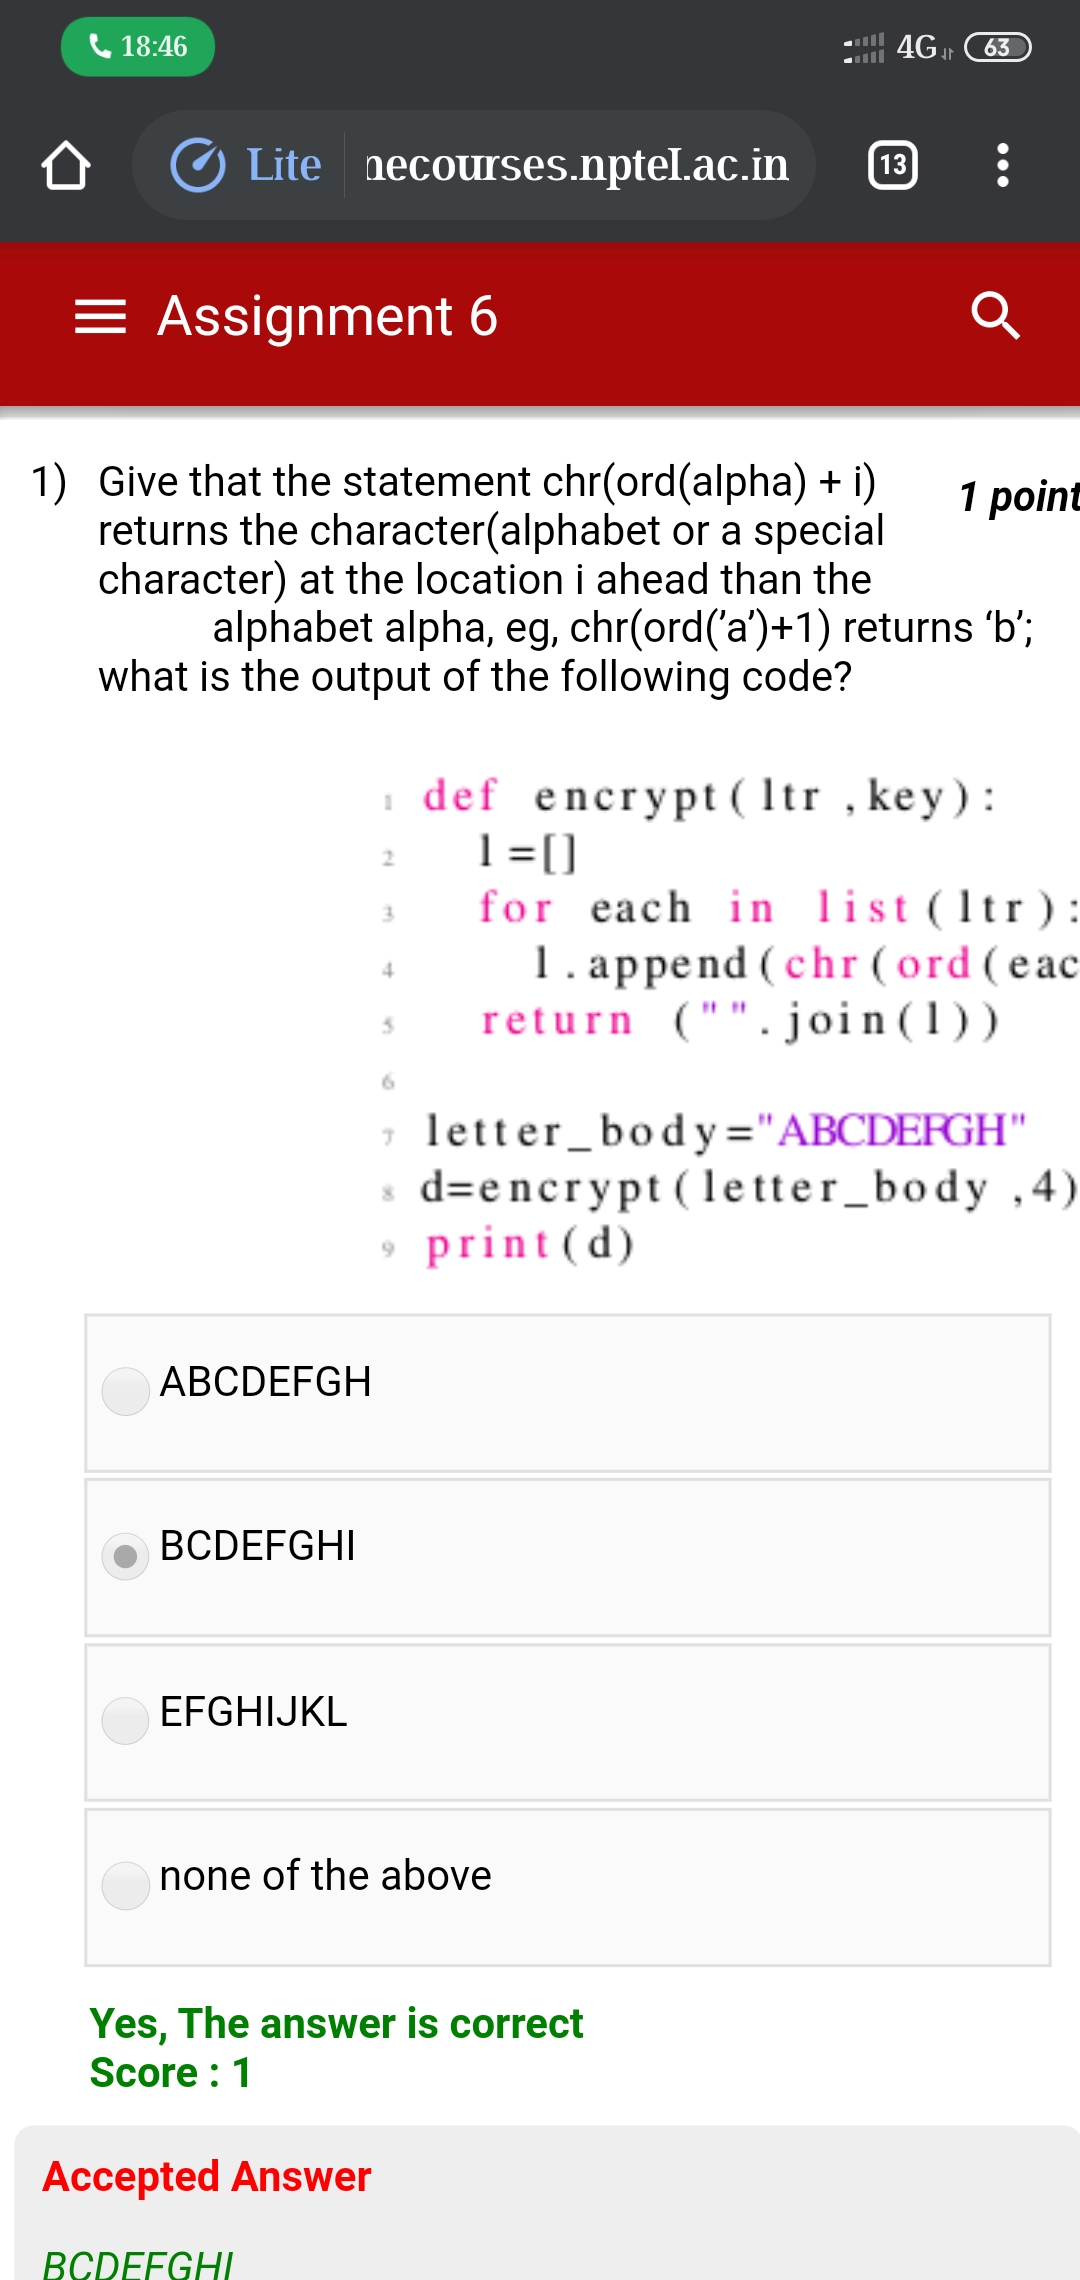 18:46 4G 63
Lite necourses.nptel.ac.in 13
Assignment 6
1) Give that the statement chr(ord(alpha) + i) 1 point
returns the character(alphabet or a special
character) at the location i ahead than the
alphabet alpha, eg, chr(ord('a')+1) returns ‘b’;
what is the output of the following code?
1 def encrypt(ltr ,key):
2 l=[]
3 for each in list(ltr):
4 l.append(chr(ord(eac
5 return ("".join(l))
6
7 letter_body="ABCDEFGH"
8 d=encrypt(letter_body ,4)
9 print(d)
ABCDEFGH
BCDEFGHI
EFGHIJKL
none of the above
Yes, The answer is correct
Score : 1
Accepted Answer
BCDEFGHI